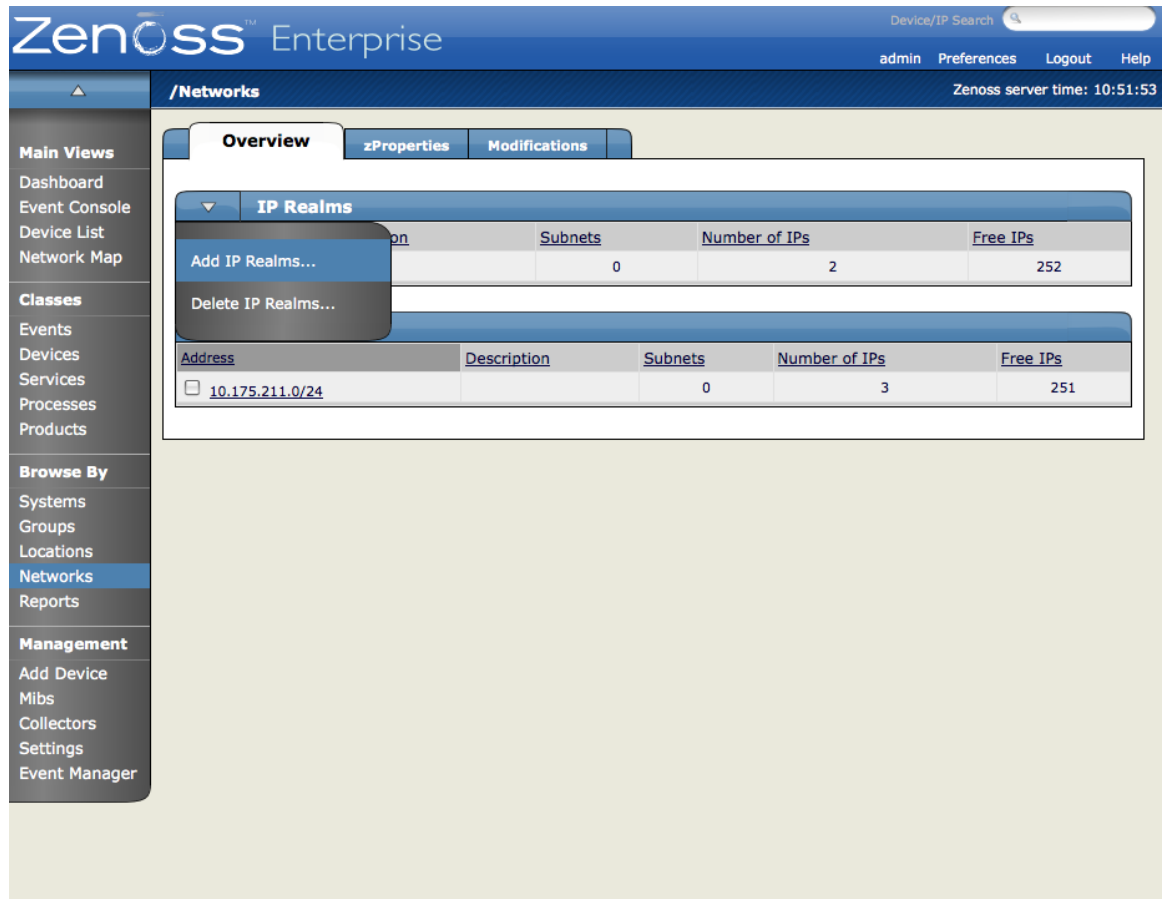 Zenoss™ Enterprise
Device/IP Search
admin Preferences Logout Help
/Networks
Zenoss server time: 10:51:53
Main Views
Dashboard
Event Console
Device List
Network Map
Classes
Events
Devices
Services
Processes
Products
Browse By
Systems
Groups
Locations
Networks
Reports
Management
Add Device
Mibs
Collectors
Settings
Event Manager
Overview zProperties Modifications
IP Realms
on Subnets Number of IPs Free IPs
0 2 252
Add IP Realms...
Delete IP Realms...
Address Description Subnets Number of IPs Free IPs
10.175.211.0/24 0 3 251